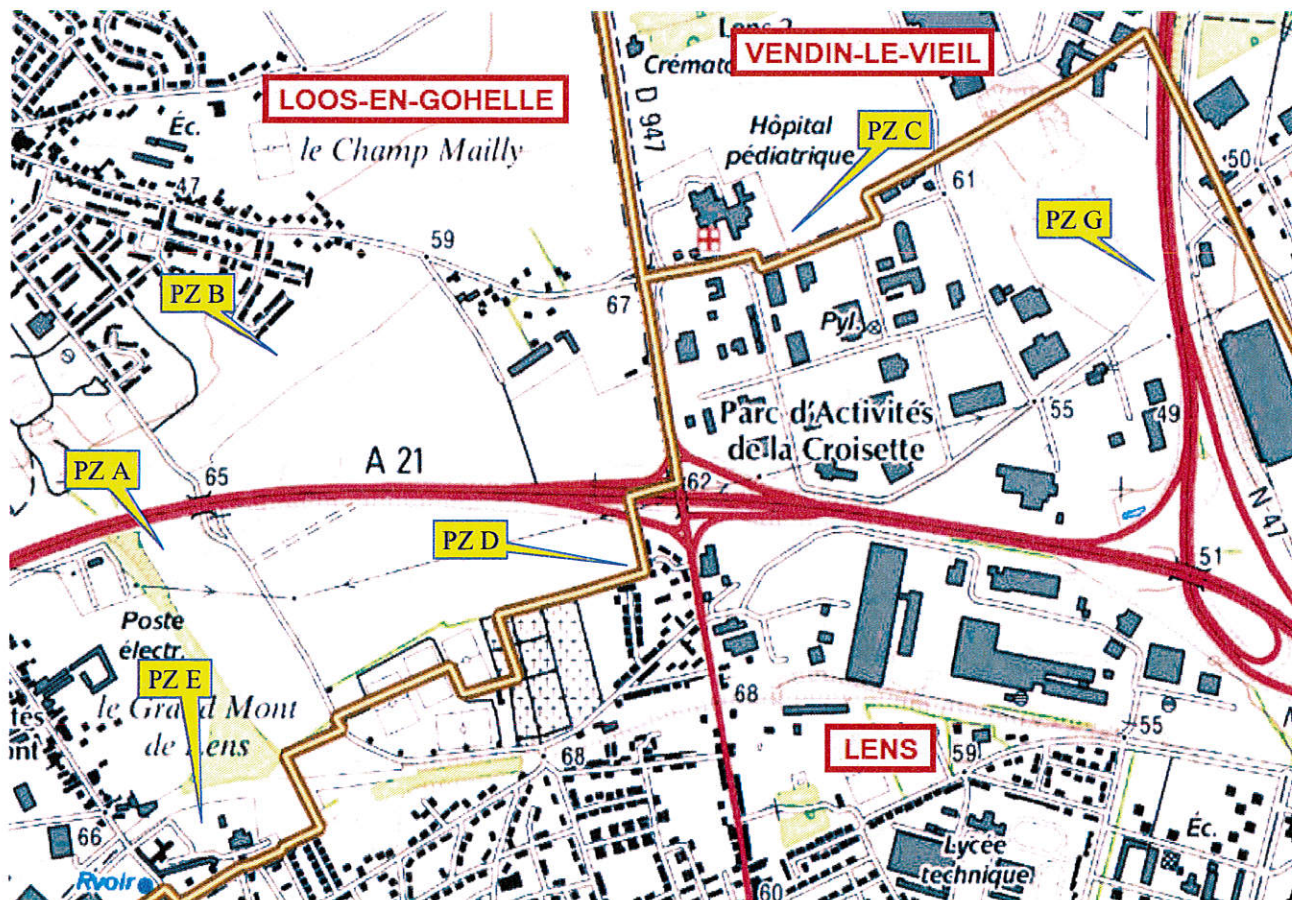 VENDIN-LE-VIEIL
Crémato
LOOS-EN-GOHELLE
D 947
Éc.
le Champ Mailly
Hôpital
pédiatrique
PZ C
50
47
61
59
PZ G
PZ B
67
Pyl.
Parc d'Activités
de la Croisette
55
49
PZ A
65
A 21
62
N 47
PZ D
51
Poste
électr.
PZ E
le Grand Mont
de Lens
68
68
55
LENS
59
66
Éc.
Rvoir
Lycée
technique
60